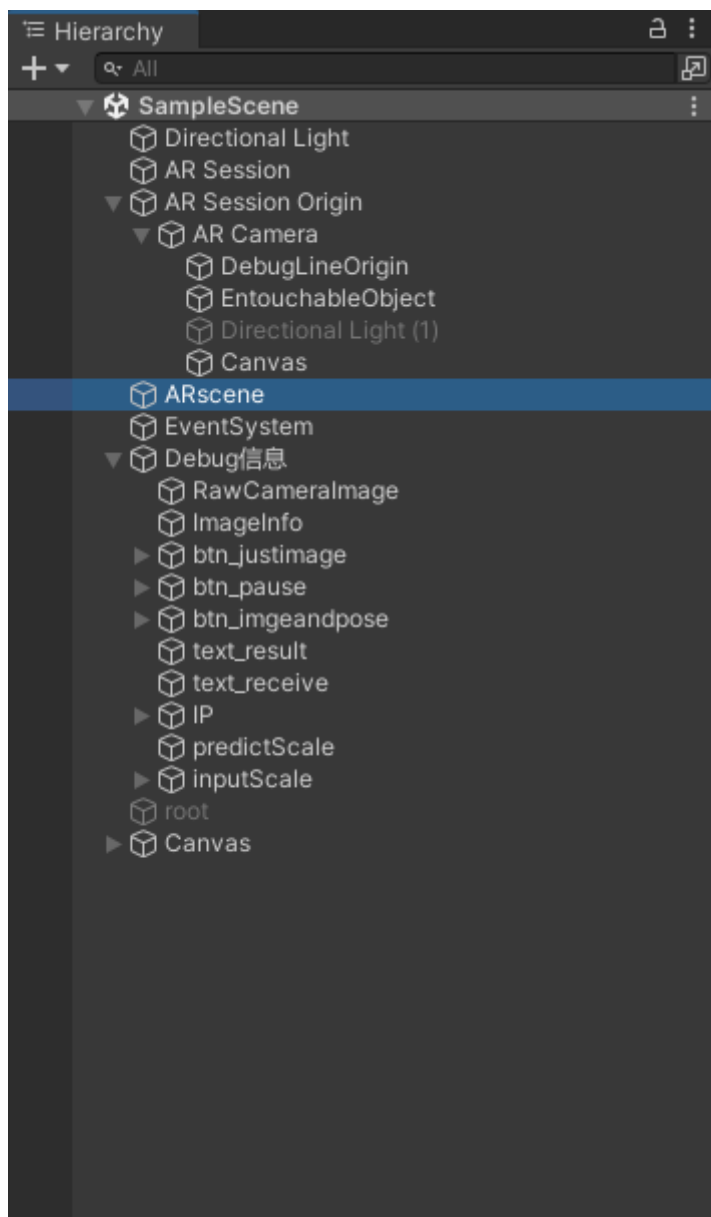 Hierarchy
All
SampleScene
Directional Light
AR Session
AR Session Origin
AR Camera
DebugLineOrigin
EntouchableObject
Directional Light (1)
Canvas
ARscene
EventSystem
Debug信息
RawCameraImage
ImageInfo
btn_justimage
btn_pause
btn_imgeandpose
text_result
text_receive
IP
predictScale
inputScale
root
Canvas